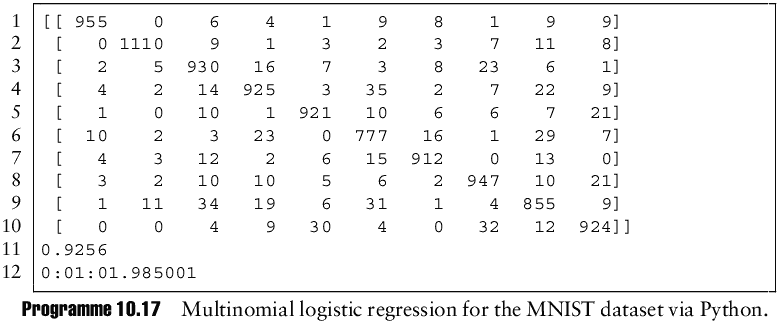 1 [[ 955 0 6 4 1 9 8 1 9 9]
2 [ 0 1110 9 1 3 2 3 7 11 8]
3 [ 2 5 930 16 7 3 8 23 6 1]
4 [ 4 2 14 925 3 35 2 7 22 9]
5 [ 1 0 10 1 921 10 6 6 7 21]
6 [ 10 2 3 23 0 777 16 1 29 7]
7 [ 4 3 12 2 6 15 912 0 13 0]
8 [ 3 2 10 10 5 6 2 947 10 21]
9 [ 1 11 34 19 6 31 1 4 855 9]
10 [ 0 0 4 9 30 4 0 32 12 924]]
11 0.9256
12 0:01:01.985001
Programme 10.17 Multinomial logistic regression for the MNIST dataset via Python.